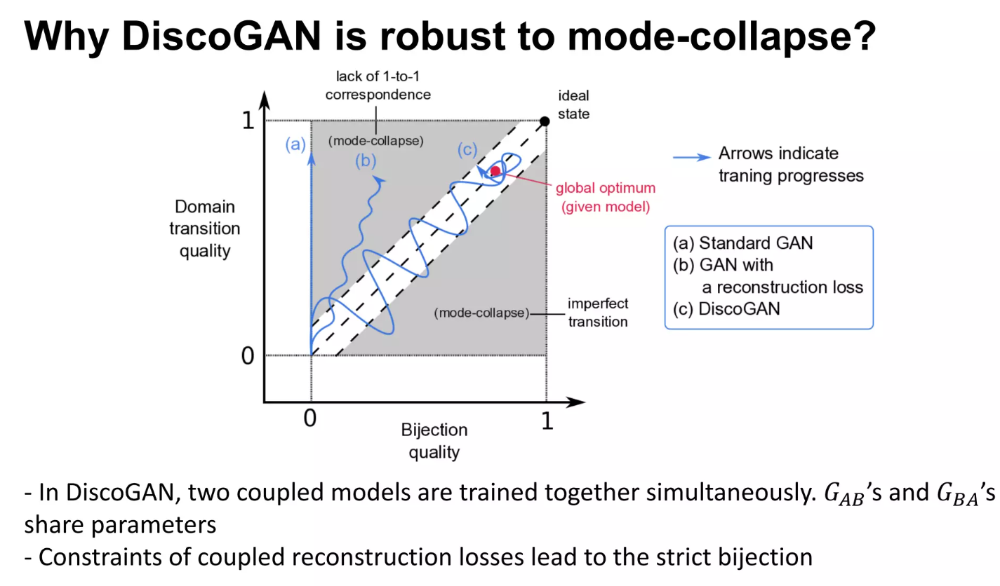 Why DiscoGAN is robust to mode-collapse?
lack of 1-to-1
correspondence
ideal
state
1
(a)
(mode-collapse)
(b)
(c)
Arrows indicate
traning progresses
global optimum
(given model)
Domain
transition
quality
(a) Standard GAN
(b) GAN with
a reconstruction loss
(c) DiscoGAN
(mode-collapse)
imperfect
transition
0
0
1
Bijection
quality
- In DiscoGAN, two coupled models are trained together simultaneously. G_{AB}’s and G_{BA}’s
share parameters
- Constraints of coupled reconstruction losses lead to the strict bijection